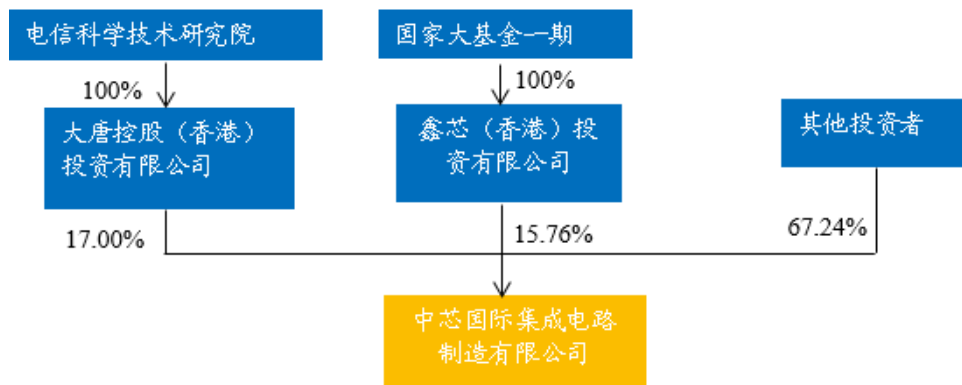 电信科学技术研究院
国家大基金一期
100%
100%
大唐控股（香港）
投资有限公司
鑫芯（香港）投
资有限公司
其他投资者
17.00%
15.76%
67.24%
中芯国际集成电路
制造有限公司